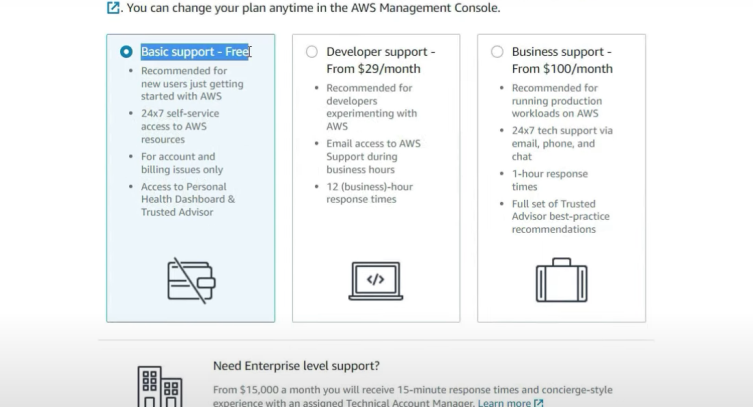 . You can change your plan anytime in the AWS Management Console.
Basic support - Free
Recommended for
new users just getting
started with AWS
24x7 self-service
access to AWS
resources
For account and
billing issues only
Access to Personal
Health Dashboard &
Trusted Advisor
Developer support -
From $29/month
Recommended for
developers
experimenting with
AWS
Email access to AWS
Support during
business hours
12 (business)-hour
response times
</>
Business support -
From $100/month
Recommended for
running production
workloads on AWS
24x7 tech support via
email, phone, and
chat
1-hour response
times
Full set of Trusted
Advisor best-practice
recommendations
Need Enterprise level support?
From $15,000 a month you will receive 15-minute response times and concierge-style
experience with an assigned Technical Account Manager. Learn more